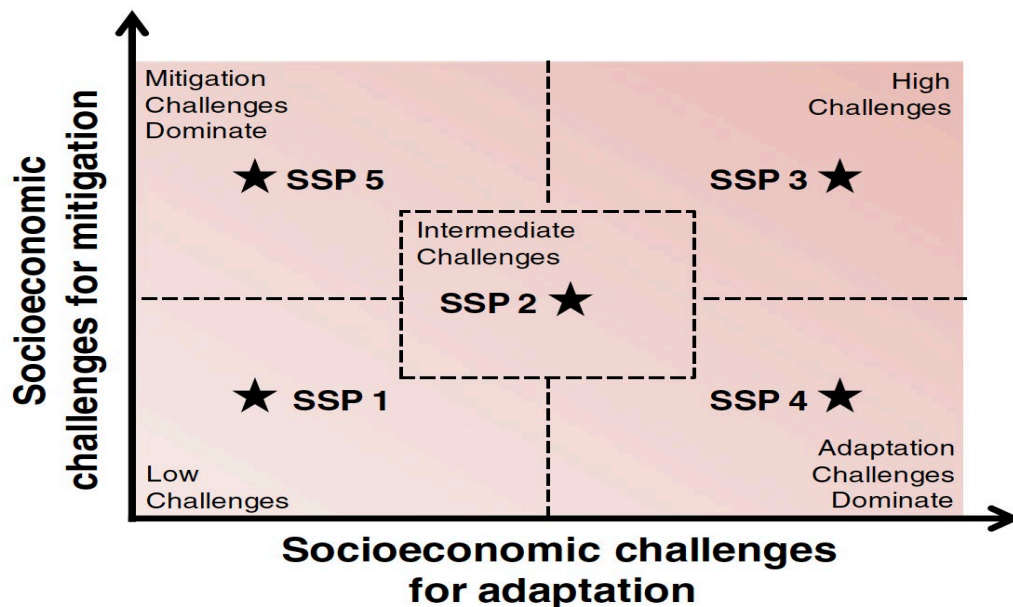 Socioeconomic
challenges for mitigation
Mitigation
Challenges
Dominate
High
Challenges
SSP 5
SSP 3
Intermediate
Challenges
SSP 2
SSP 1
SSP 4
Low
Challenges
Adaptation
Challenges
Dominate
Socioeconomic challenges
for adaptation